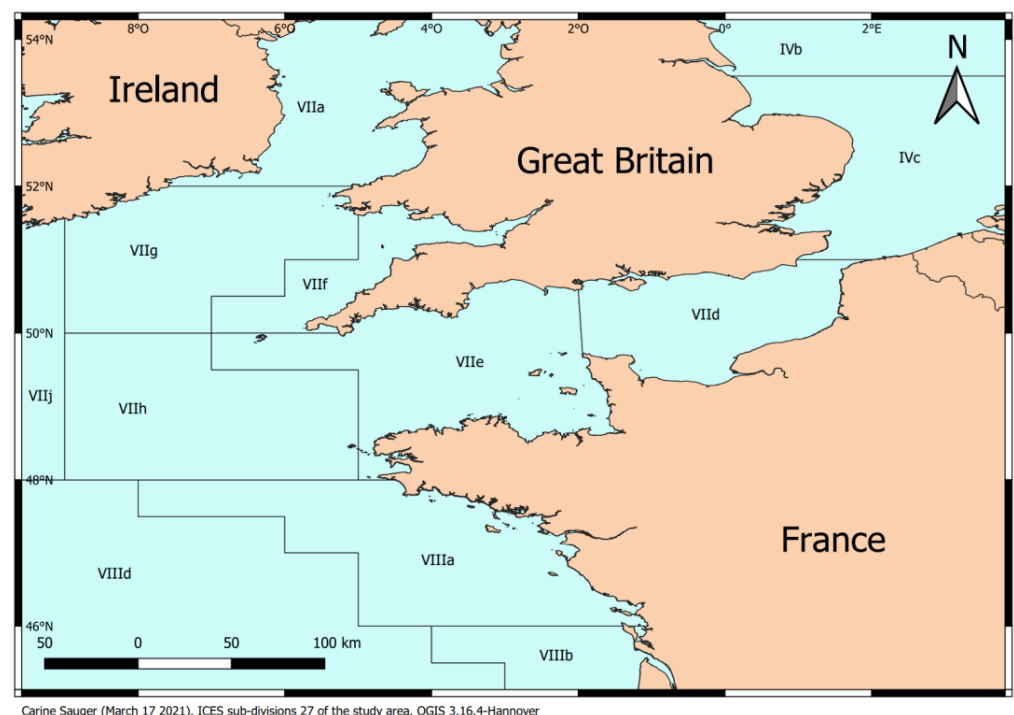 8°O 6°O 4°O 2°O 0° 2°E
54°N
IVb
N
Ireland
VIIa
Great Britain
IVc
52°N
VIIg
VIIf
VIId
50°N
VIIe
VIIj
VIIh
48°N
France
VIIIa
VIIId
46°N
50 0 50 100 km
VIIIb
Carine Sauger (March 17 2021). ICES sub-divisions 27 of the study area. QGIS 3.16.4-Hannover